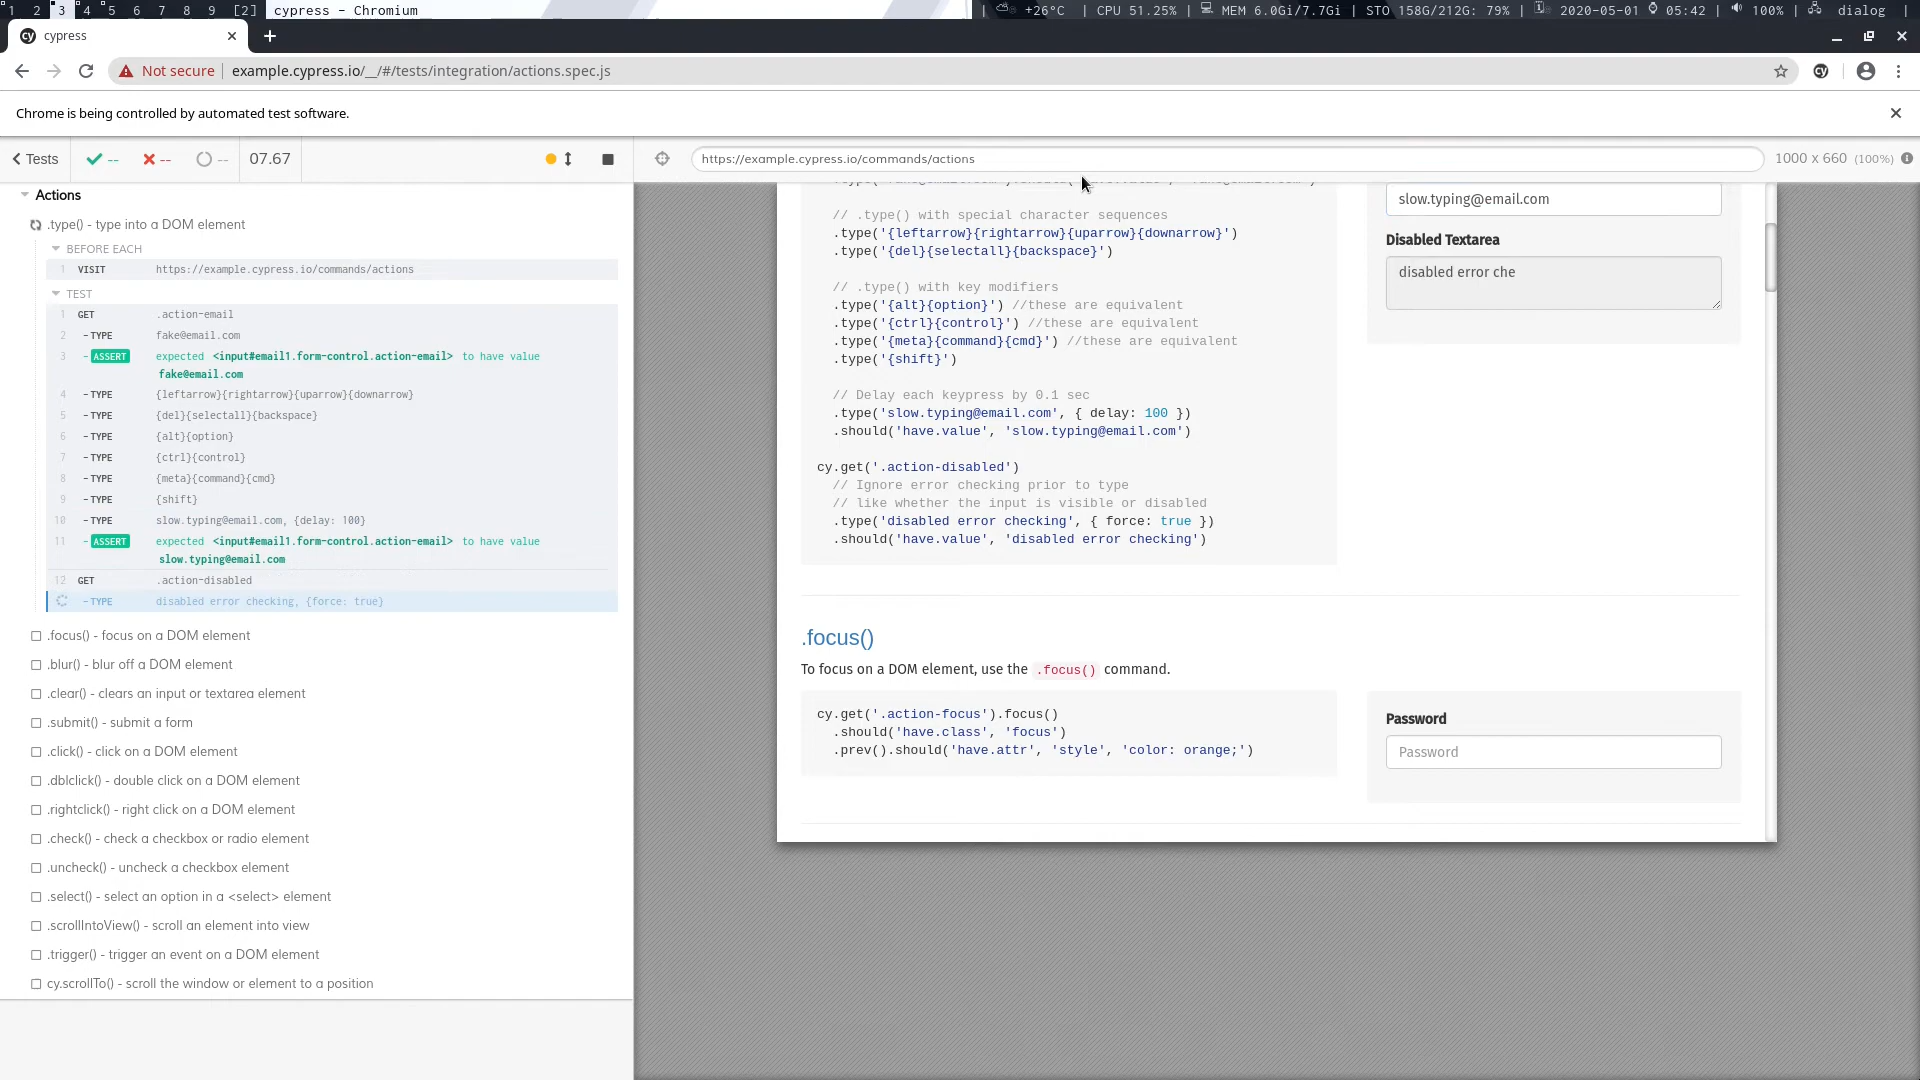 1 2 3 4 5 6 7 8 9 [2] cypress – Chromium | +26°C | CPU 51.25% | MEM 6.0Gi/7.7Gi | STO 158G/212G: 79% | 2020-05-01 05:42 | 100% | dialog |
cypress
Not secure | example.cypress.io/__/#/tests/integration/actions.spec.js
Chrome is being controlled by automated test software.
Tests -- -- -- 07.67
https://example.cypress.io/commands/actions 1000 x 660 (100%)
Actions
.type() - type into a DOM element
BEFORE EACH
1 VISIT https://example.cypress.io/commands/actions
TEST
1 GET .action-email
2 -TYPE fake@email.com
3 -ASSERT expected <input#email1.form-control.action-email> to have value
fake@email.com
4 -TYPE {leftarrow}{rightarrow}{uparrow}{downarrow}
5 -TYPE {del}{selectall}{backspace}
6 -TYPE {alt}{option}
7 -TYPE {ctrl}{control}
8 -TYPE {meta}{command}{cmd}
9 -TYPE {shift}
10 -TYPE slow.typing@email.com, {delay: 100}
11 -ASSERT expected <input#email1.form-control.action-email> to have value
slow.typing@email.com
12 GET .action-disabled
-TYPE disabled error checking, {force: true}
.focus() - focus on a DOM element
.blur() - blur off a DOM element
.clear() - clears an input or textarea element
.submit() - submit a form
.click() - click on a DOM element
.dblclick() - double click on a DOM element
.rightclick() - right click on a DOM element
.check() - check a checkbox or radio element
.uncheck() - uncheck a checkbox element
.select() - select an option in a <select> element
.scrollIntoView() - scroll an element into view
.trigger() - trigger an event on a DOM element
cy.scrollTo() - scroll the window or element to a position
// .type() with special character sequences
.type('{leftarrow}{rightarrow}{uparrow}{downarrow}')
.type('{del}{selectall}{backspace}')
// .type() with key modifiers
.type('{alt}{option}') //these are equivalent
.type('{ctrl}{control}') //these are equivalent
.type('{meta}{command}{cmd}') //these are equivalent
.type('{shift}')
// Delay each keypress by 0.1 sec
.type('slow.typing@email.com', { delay: 100 })
.should('have.value', 'slow.typing@email.com')
cy.get('.action-disabled')
// Ignore error checking prior to type
// like whether the input is visible or disabled
.type('disabled error checking', { force: true })
.should('have.value', 'disabled error checking')
slow.typing@email.com
Disabled Textarea
disabled error che
.focus()
To focus on a DOM element, use the .focus() command.
cy.get('.action-focus').focus()
.should('have.class', 'focus')
.prev().should('have.attr', 'style', 'color: orange;')
Password
Password